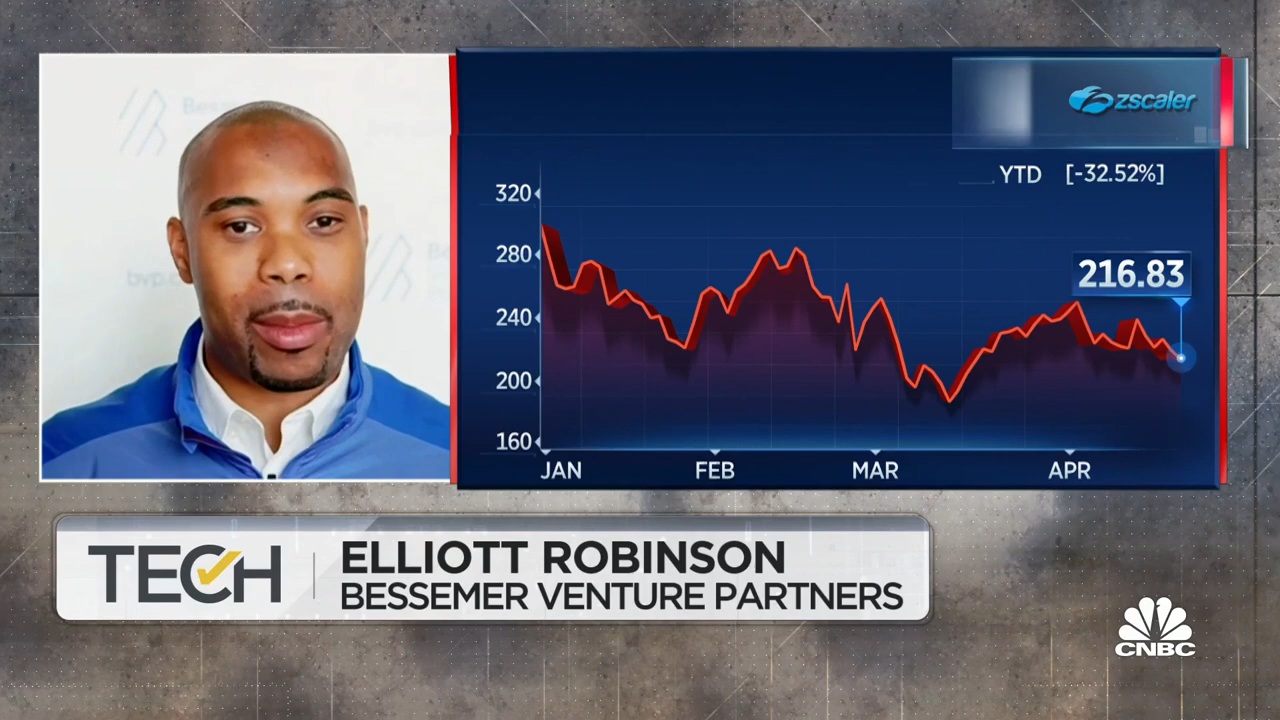 zscaler
YTD [-32.52%]
320
280
240
200
160
216.83
JAN FEB MAR APR
TECH
ELLIOTT ROBINSON
BESSEMER VENTURE PARTNERS
CNBC